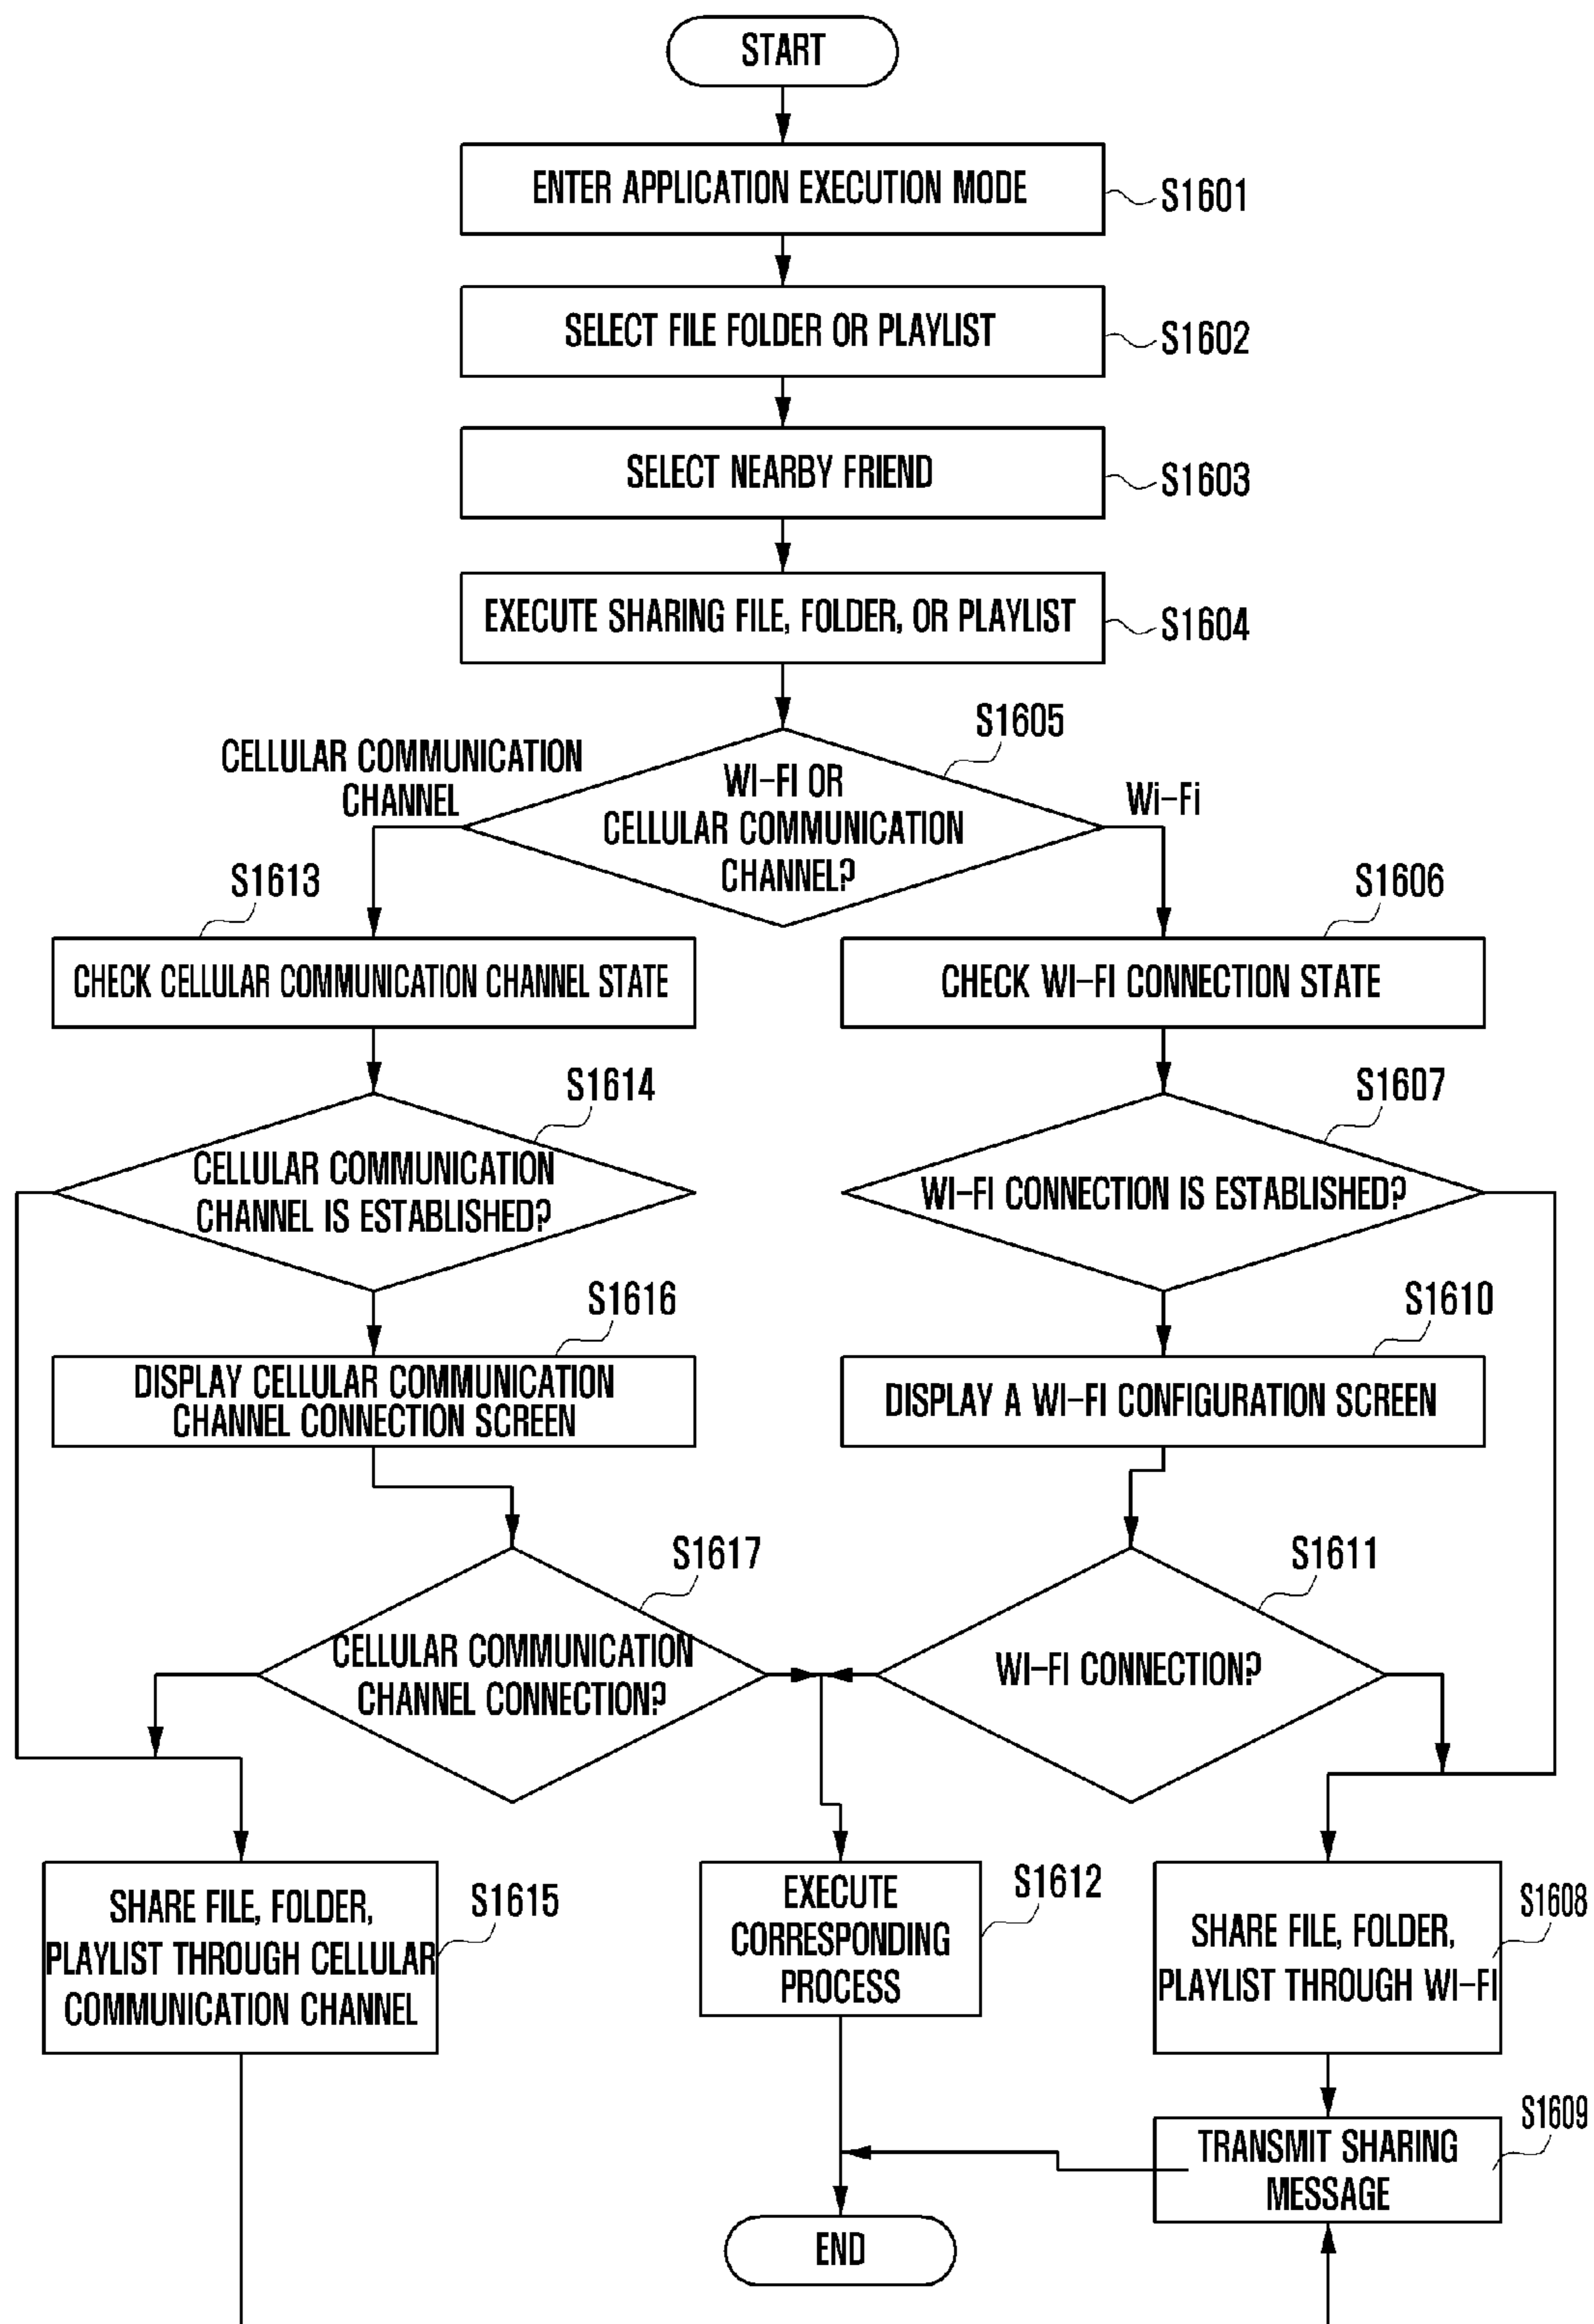 START
ENTER APPLICATION EXECUTION MODE
S1601
SELECT FILE FOLDER OR PLAYLIST
S1602
SELECT NEARBY FRIEND
S1603
EXECUTE SHARING FILE, FOLDER, OR PLAYLIST
S1604
S1605
CELLULAR COMMUNICATION
CHANNEL
WI-FI OR
CELLULAR COMMUNICATION
CHANNEL?
Wi-Fi
S1613
S1606
CHECK CELLULAR COMMUNICATION CHANNEL STATE
CHECK WI-FI CONNECTION STATE
S1614
S1607
CELLULAR COMMUNICATION
CHANNEL IS ESTABLISHED?
WI-FI CONNECTION IS ESTABLISHED?
S1616
S1610
DISPLAY CELLULAR COMMUNICATION
CHANNEL CONNECTION SCREEN
DISPLAY A WI-FI CONFIGURATION SCREEN
S1617
S1611
CELLULAR COMMUNICATION
CHANNEL CONNECTION?
WI-FI CONNECTION?
SHARE FILE, FOLDER,
PLAYLIST THROUGH CELLULAR
COMMUNICATION CHANNEL
S1615
EXECUTE
CORRESPONDING
PROCESS
S1612
SHARE FILE, FOLDER,
PLAYLIST THROUGH WI-FI
S1608
TRANSMIT SHARING
MESSAGE
S1609
END